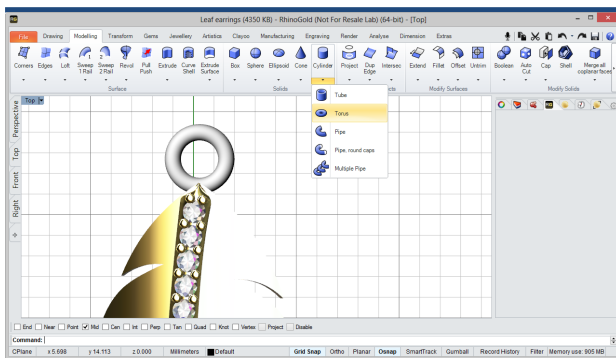 Leaf earrings (4350 KB) - RhinoGold (Not For Resale Lab) (64-bit) - [Top]
File Drawing Modelling Transform Gems Jewelley Artistics Clayoo Manufacturing Engraving Render Analyse Dimension Extras
Corners Edges Loft Sweep 1 Rail Sweep 2 Rail Revol Pull Push Extrude Curve Shell Extrude Surface Box Sphere Ellipsoid Cone Cylinder Project Dup Edge Intersec Extend Fillet Offset Untrim Boolean Auto Cut Cap Shell Merge all coplanar faces
Surface Solids Modify Surfaces Modify Solids
Top
Tube
Torus
Pipe
Pipe, round caps
Multiple Pipe
Perspective
Top
Front
Right
End Near Point Mid Cen Int Perp Tan Quad Knot Vertex Project Disable
Command:
CPlane x 5.698 y 14.113 z 0.000 Millimeters Default Grid Snap Ortho Planar Osnap SmartTrack Gumball Record History Filter Memory use: 905 MB